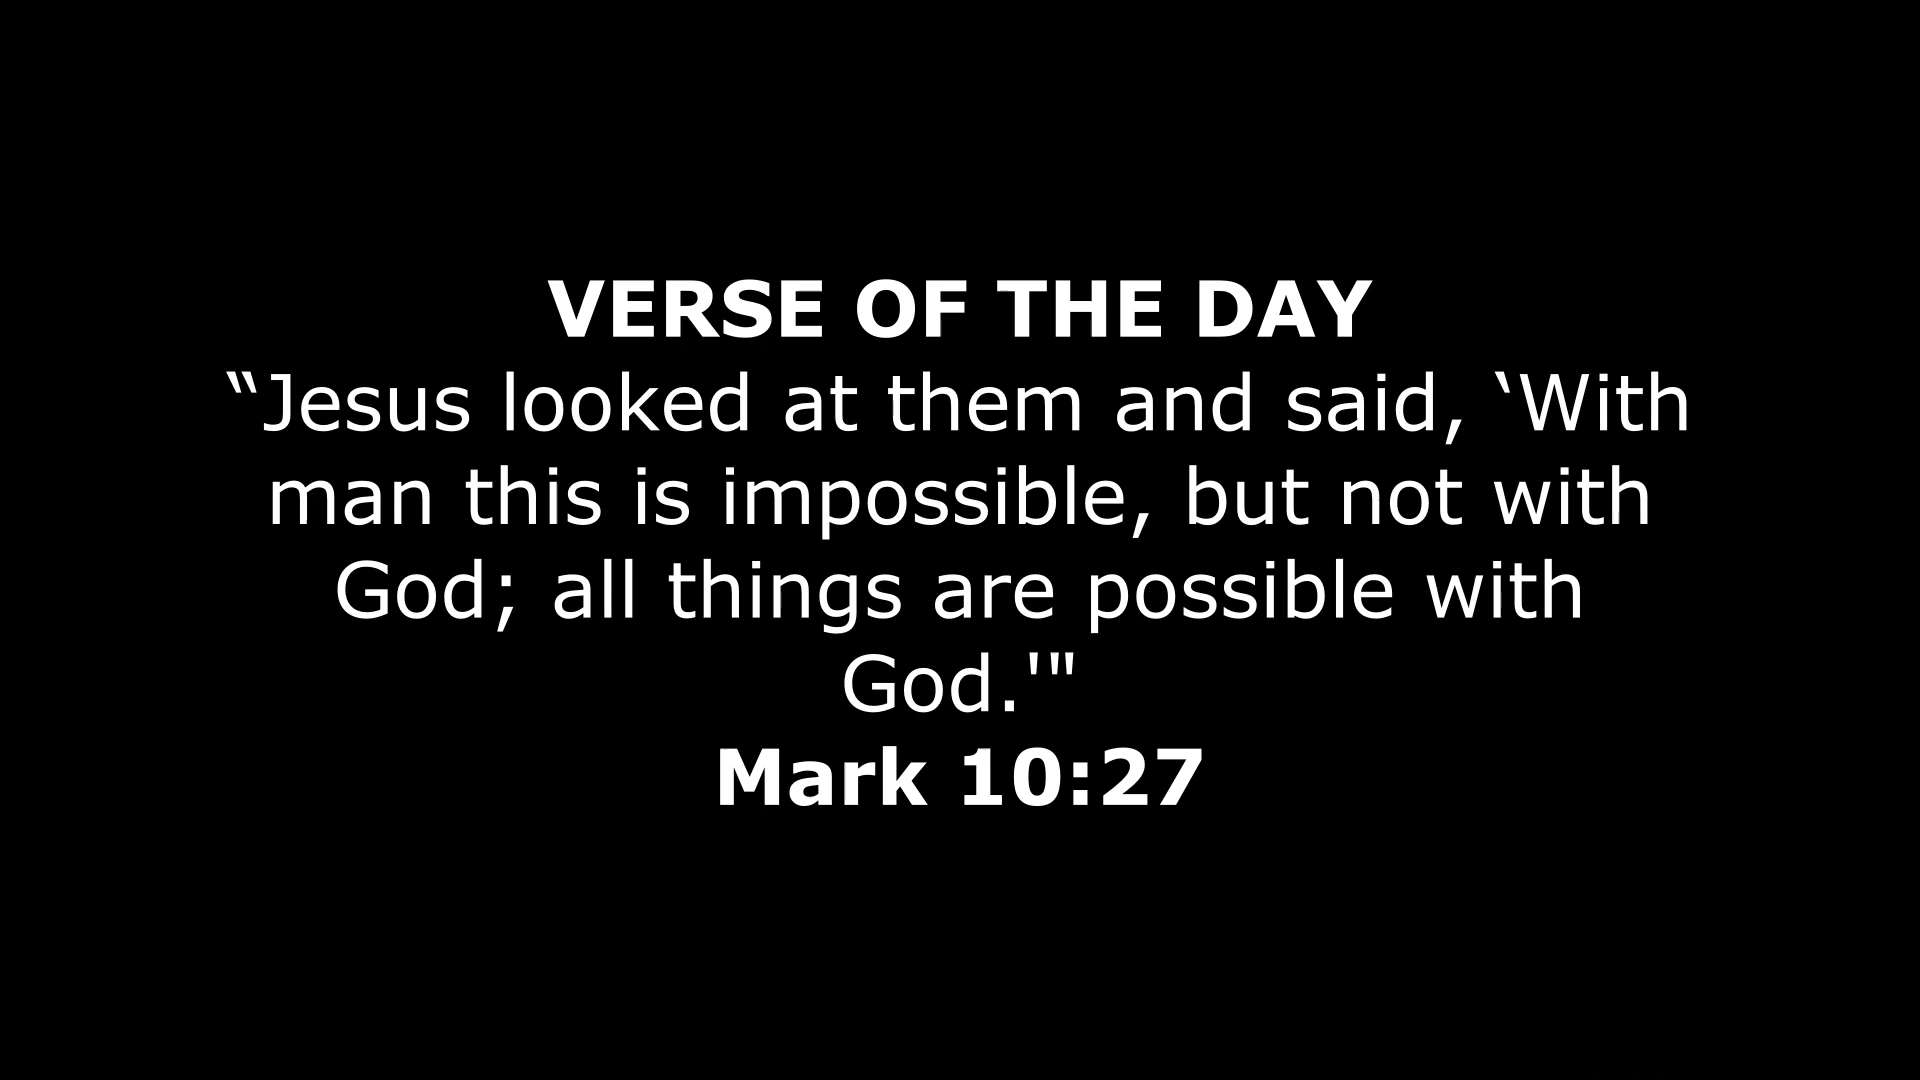 VERSE OF THE DAY
“Jesus looked at them and said, ‘With
man this is impossible, but not with
God; all things are possible with
God.'"
Mark 10:27